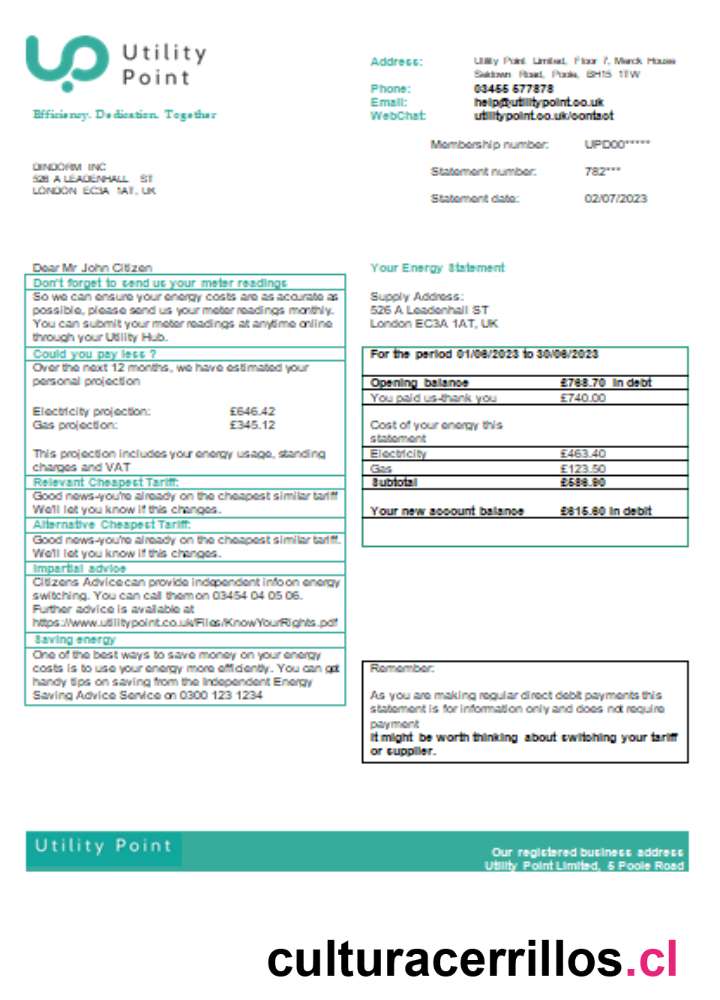 Utility
Point
Efficiency. Dedication. Together
Address: Utility Point Limited, Floor 7, Merck House
Seldown Road, Poole, BH15 1TW
Phone: 03455 577878
Email: help@utilitypoint.co.uk
WebChat: utilitypoint.co.uk/contact
Membership number: UPD00*****
Statement number: 782***
Statement date: 02/07/2023
DINDORM INC
526 A LEADENHALL ST
LONDON EC3A 1AT, UK
Dear Mr John Citizen
Don't forget to send us your meter readings
So we can ensure your energy costs are as accurate as
possible, please send us your meter readings monthly.
You can submit your meter readings at anytime online
through your Utility Hub.
Could you pay less ?
Over the next 12 months, we have estimated your
personal projection
Electricity projection: £646.42
Gas projection: £345.12
This projection includes your energy usage, standing
charges and VAT
Relevant Cheapest Tariff:
Good news-you're already on the cheapest similar tariff
We'll let you know if this changes.
Alternative Cheapest Tariff:
Good news-you're already on the cheapest similar tariff.
We'll let you know if this changes.
Impartial advice
Citizens Advice can provide independent info on energy
switching. You can call them on 03454 04 05 06.
Further advice is available at
https://www.utilitypoint.co.uk/Files/KnowYourRights.pdf
Saving energy
One of the best ways to save money on your energy
costs is to use your energy more efficiently. You can get
handy tips on saving from the Independent Energy
Saving Advice Service on 0300 123 1234
Your Energy Statement
Supply Address:
526 A Leadenhall ST
London EC3A 1AT, UK
For the period 01/06/2023 to 30/06/2023
Opening balance £768.70 in debt
You paid us-thank you £740.00
Cost of your energy this
statement
Electricity £463.40
Gas £123.50
Subtotal £586.90
Your new account balance £615.60 in debit
Remember:
As you are making regular direct debit payments this
statement is for information only and does not require
payment
It might be worth thinking about switching your tariff
or supplier.
Utility Point
Our registered business address
Utility Point Limited, 5 Poole Road
culturacerrillos.cl